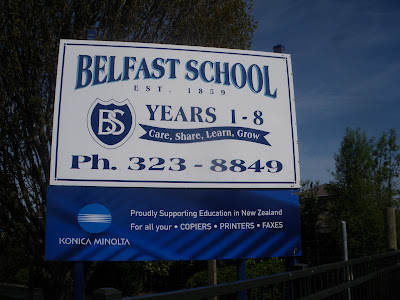 BELFAST SCHOOL
EST. 1859
BS
YEARS 1-8
Care, Share, Learn, Grow
Ph. 323-8849
KONICA MINOLTA
Proudly Supporting Education in New Zealand
For all your • COPIERS • PRINTERS • FAXES